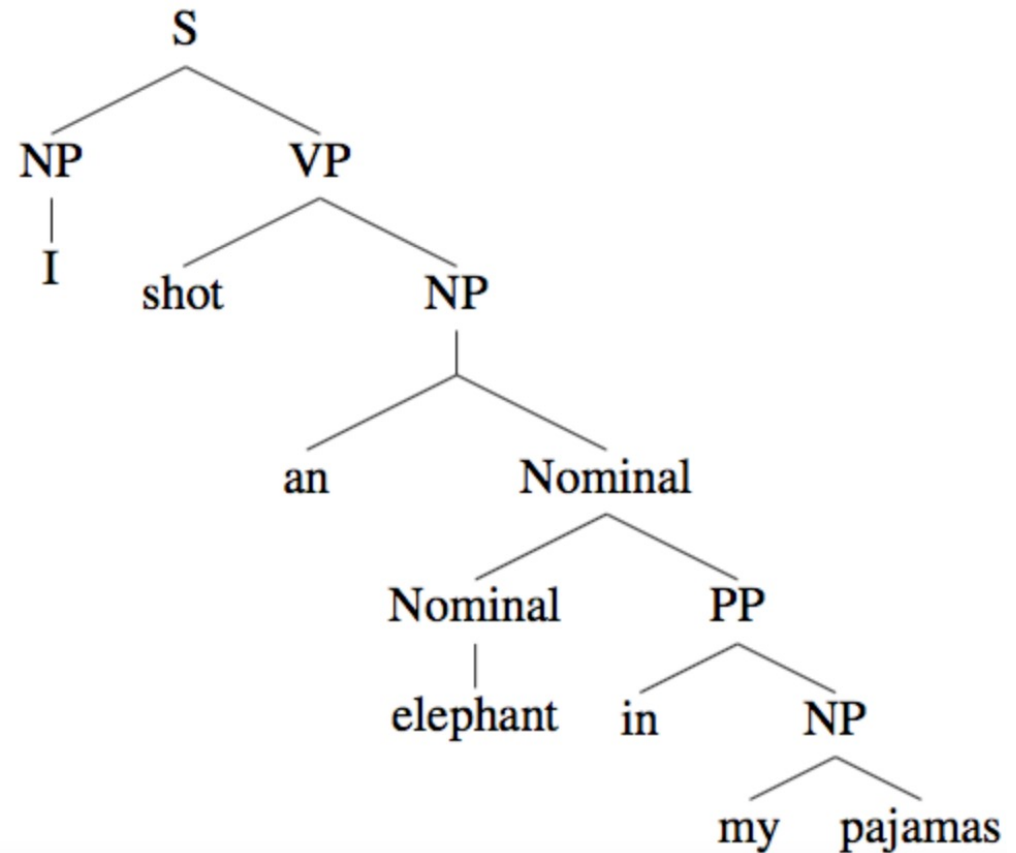 S
NP VP
I
shot NP
an Nominal
Nominal PP
elephant in NP
my pajamas